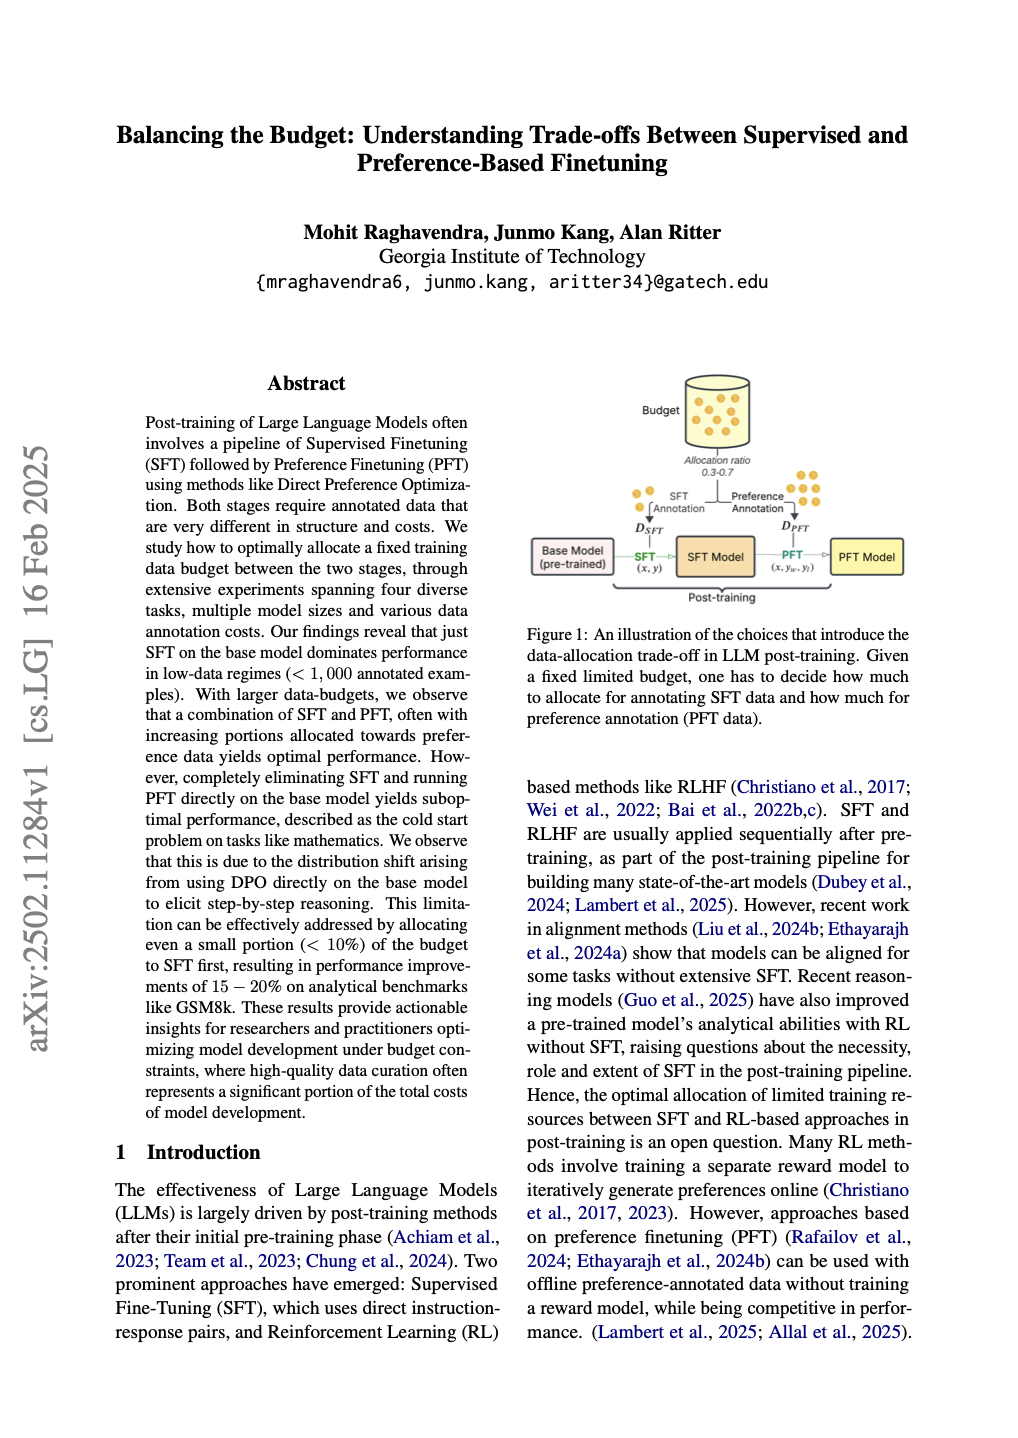 Balancing the Budget: Understanding Trade-offs Between Supervised and
Preference-Based Finetuning
Mohit Raghavendra, Junmo Kang, Alan Ritter
Georgia Institute of Technology
{mraghavendra6, junmo.kang, aritter34}@gatech.edu
arXiv:2502.11284v1 [cs.LG] 16 Feb 2025
Abstract
Post-training of Large Language Models often
involves a pipeline of Supervised Finetuning
(SFT) followed by Preference Finetuning (PFT)
using methods like Direct Preference Optimiza-
tion. Both stages require annotated data that
are very different in structure and costs. We
study how to optimally allocate a fixed training
data budget between the two stages, through
extensive experiments spanning four diverse
tasks, multiple model sizes and various data
annotation costs. Our findings reveal that just
SFT on the base model dominates performance
in low-data regimes (< 1, 000 annotated exam-
ples). With larger data-budgets, we observe
that a combination of SFT and PFT, often with
increasing portions allocated towards prefer-
ence data yields optimal performance. How-
ever, completely eliminating SFT and running
PFT directly on the base model yields subop-
timal performance, described as the cold start
problem on tasks like mathematics. We observe
that this is due to the distribution shift arising
from using DPO directly on the base model
to elicit step-by-step reasoning. This limita-
tion can be effectively addressed by allocating
even a small portion (< 10%) of the budget
to SFT first, resulting in performance improve-
ments of 15 − 20% on analytical benchmarks
like GSM8k. These results provide actionable
insights for researchers and practitioners opti-
mizing model development under budget con-
straints, where high-quality data curation often
represents a significant portion of the total costs
of model development.
1 Introduction
The effectiveness of Large Language Models
(LLMs) is largely driven by post-training methods
after their initial pre-training phase (Achiam et al.,
2023; Team et al., 2023; Chung et al., 2024). Two
prominent approaches have emerged: Supervised
Fine-Tuning (SFT), which uses direct instruction-
response pairs, and Reinforcement Learning (RL)
Budget
Allocation ratio
0.3-0.7
SFT
Annotation
Preference
Annotation
D_SFT
D_PFT
Base Model
(pre-trained)
SFT
(x, y)
SFT Model
PFT
(x, y_w, y_l)
PFT Model
Post-training
Figure 1: An illustration of the choices that introduce the
data-allocation trade-off in LLM post-training. Given
a fixed limited budget, one has to decide how much
to allocate for annotating SFT data and how much for
preference annotation (PFT data).
based methods like RLHF (Christiano et al., 2017;
Wei et al., 2022; Bai et al., 2022b,c). SFT and
RLHF are usually applied sequentially after pre-
training, as part of the post-training pipeline for
building many state-of-the-art models (Dubey et al.,
2024; Lambert et al., 2025). However, recent work
in alignment methods (Liu et al., 2024b; Ethayarajh
et al., 2024a) show that models can be aligned for
some tasks without extensive SFT. Recent reason-
ing models (Guo et al., 2025) have also improved
a pre-trained model's analytical abilities with RL
without SFT, raising questions about the necessity,
role and extent of SFT in the post-training pipeline.
Hence, the optimal allocation of limited training re-
sources between SFT and RL-based approaches in
post-training is an open question. Many RL meth-
ods involve training a separate reward model to
iteratively generate preferences online (Christiano
et al., 2017, 2023). However, approaches based
on preference finetuning (PFT) (Rafailov et al.,
2024; Ethayarajh et al., 2024b) can be used with
offline preference-annotated data without training
a reward model, while being competitive in perfor-
mance. (Lambert et al., 2025; Allal et al., 2025).